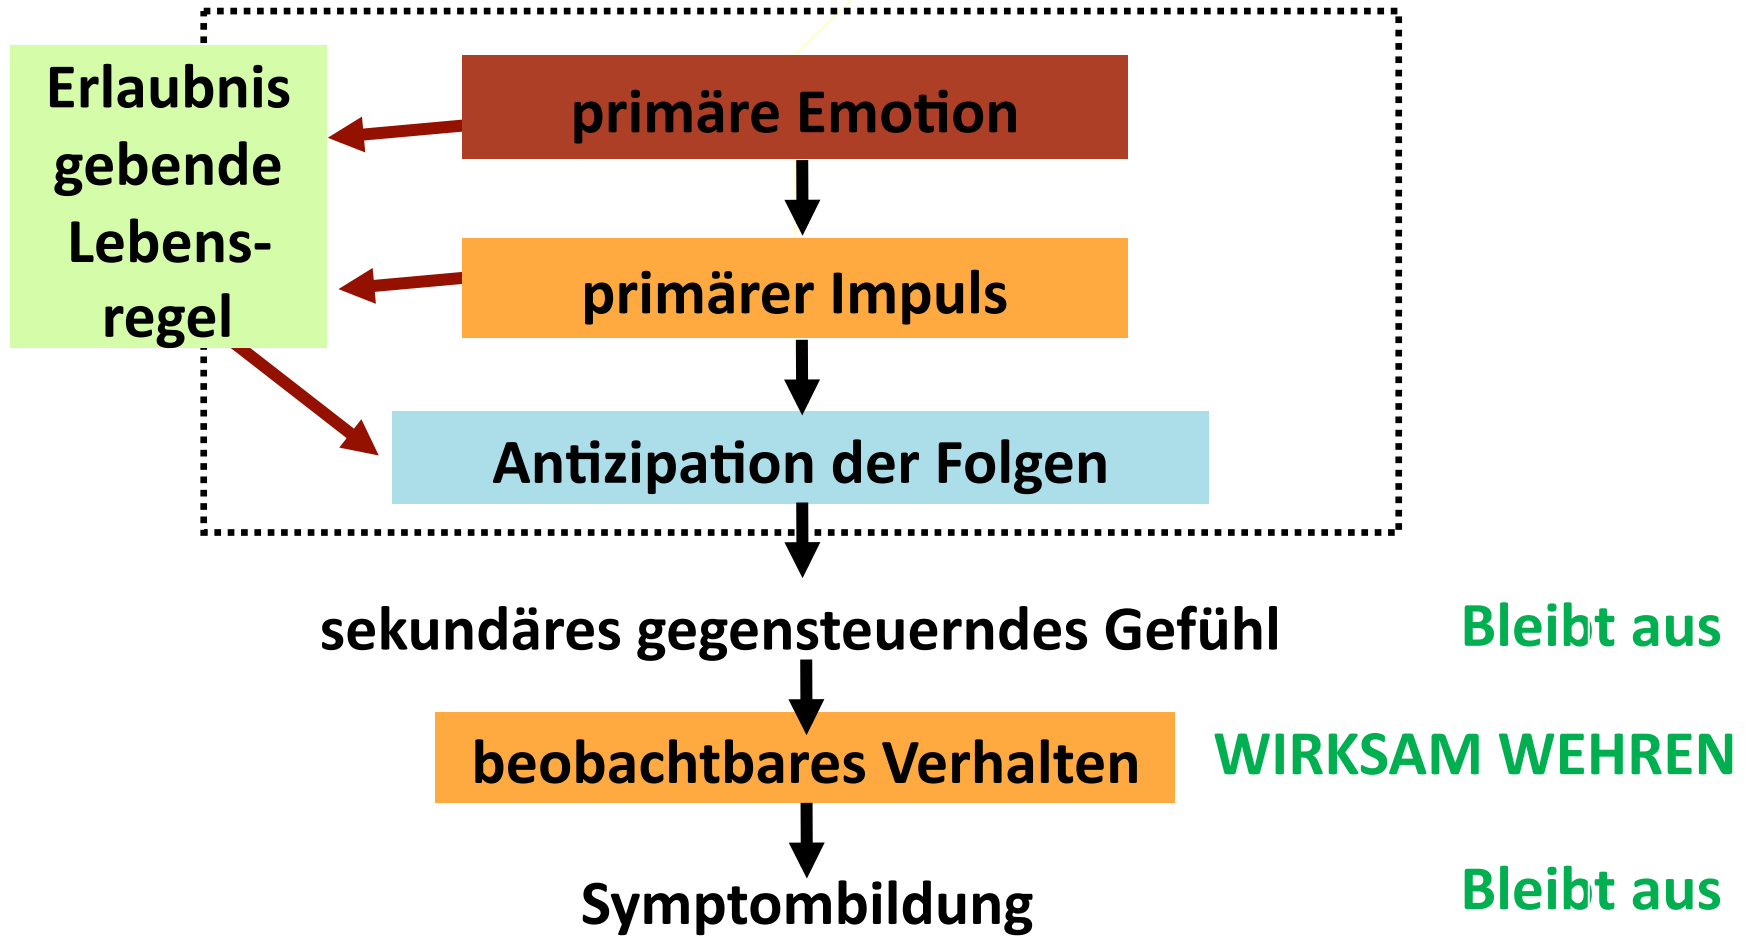 Erlaubnis
gebende
Lebens-
regel
primäre Emotion
primärer Impuls
Antizipation der Folgen
sekundäres gegensteuerndes Gefühl
Bleibt aus
beobachtbares Verhalten
WIRKSAM WEHREN
Symptombildung
Bleibt aus